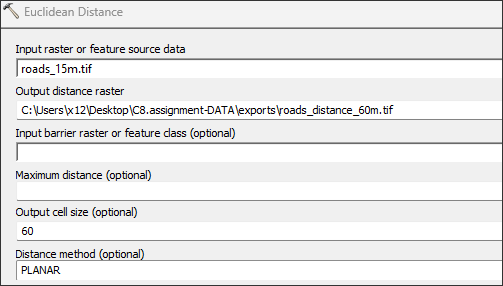 Euclidean Distance
Input raster or feature source data
roads_15m.tif
Output distance raster
C:\Users\x12\Desktop\C8.assignment-DATA\exports\roads_distance_60m.tif
Input barrier raster or feature class (optional)
Maximum distance (optional)
Output cell size (optional)
60
Distance method (optional)
PLANAR